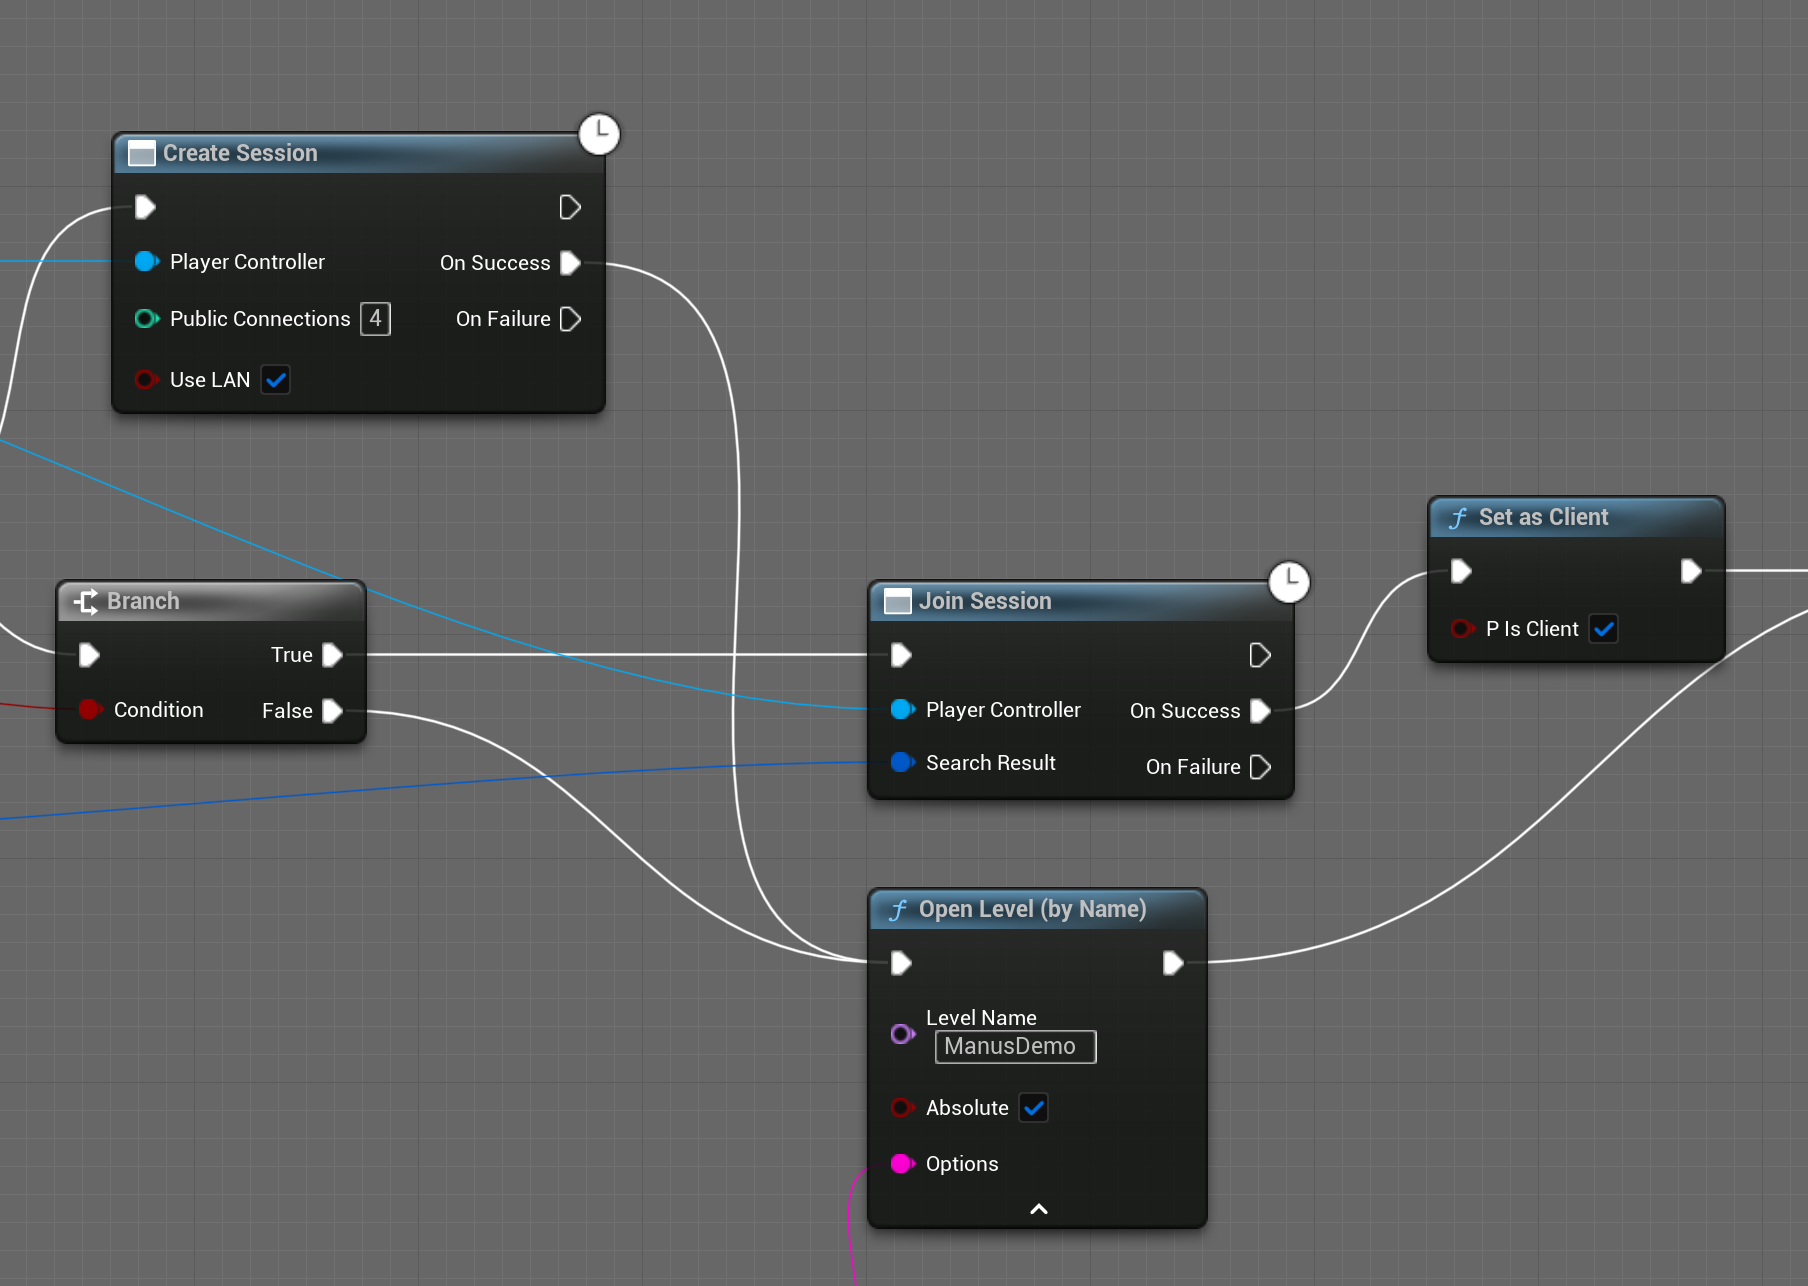 Create Session
Player Controller
On Success
Public Connections 4
On Failure
Use LAN
Branch
True
Condition
False
Join Session
Player Controller
On Success
Search Result
On Failure
Set as Client
P Is Client
Open Level (by Name)
Level Name
ManusDemo
Absolute
Options